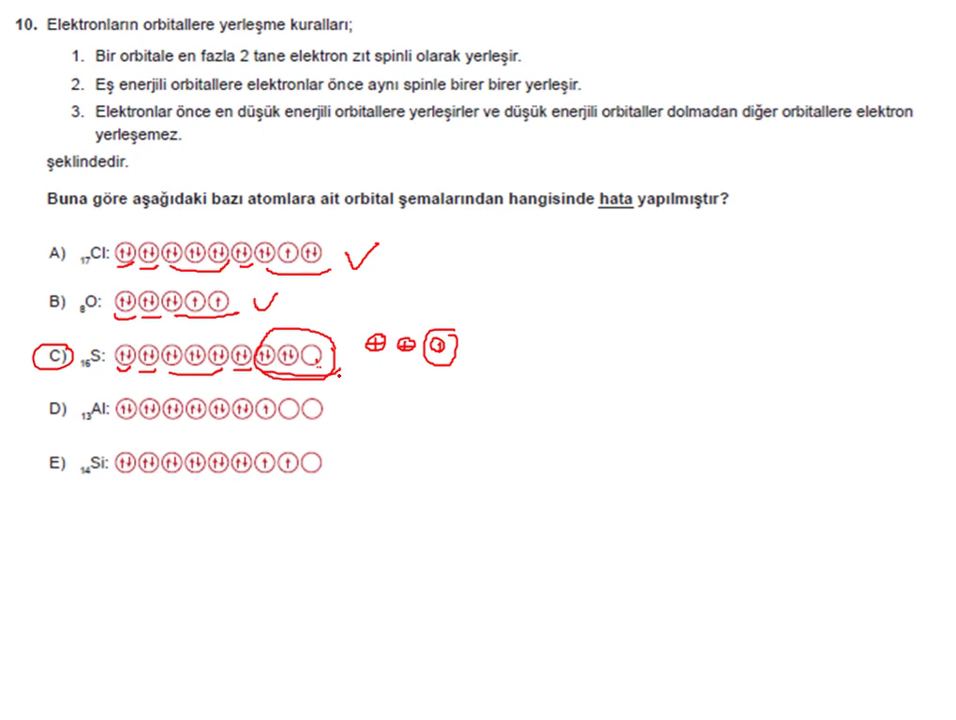 10. Elektronların orbitallere yerleşme kuralları;
1. Bir orbitale en fazla 2 tane elektron zıt spinli olarak yerleşir.
2. Eş enerjili orbitallere elektronlar önce aynı spinle birer birer yerleşir.
3. Elektronlar önce en düşük enerjili orbitallere yerleşirler ve düşük enerjili orbitaller dolmadan diğer orbitallere elektron
yerleşemez.
şeklindedir.
Buna göre aşağıdaki bazı atomlara ait orbital şemalarından hangisinde hata yapılmıştır?
A) 17Cl:
B) 8O:
C) 16S:
D) 13Al:
E) 14Si: